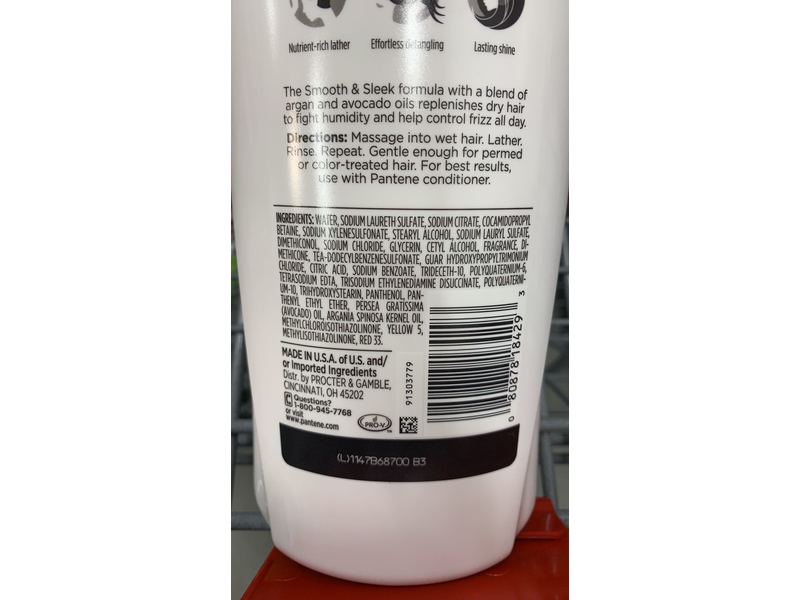 Nutrient-rich lather
Effortless detangling
Lasting shine
The Smooth & Sleek formula with a blend of
argan and avocado oils replenishes dry hair
to fight humidity and help control frizz all day.
Directions: Massage into wet hair. Lather.
Rinse. Repeat. Gentle enough for permed
or color-treated hair. For best results,
use with Pantene conditioner.
INGREDIENTS: WATER, SODIUM LAURETH SULFATE, SODIUM CITRATE, COCAMIDOPROPYL
BETAINE, SODIUM XYLENESULFONATE, STEARYL ALCOHOL, SODIUM LAURYL SULFATE,
DIMETHICONOL, SODIUM CHLORIDE, GLYCERIN, CETYL ALCOHOL, FRAGRANCE, DI-
METHICONE, TEA-DODECYLBENZENESULFONATE, GUAR HYDROXYPROPYLTRIMONIUM
CHLORIDE, CITRIC ACID, SODIUM BENZOATE, TRIDECETH-10, POLYQUATERNIUM-6,
TETRASODIUM EDTA, TRISODIUM ETHYLENEDIAMINE DISUCCINATE, POLYQUATERNI-
UM-10, TRIHYDROXYSTEARIN, PANTHENOL, PAN-
THENYL ETHYL ETHER, PERSEA GRATISSIMA
(AVOCADO) OIL, ARGANIA SPINOSA KERNEL OIL,
METHYLCHLOROISOTHIAZOLINONE, YELLOW 5,
METHYLISOTHIAZOLINONE, RED 33.
MADE IN U.S.A. of U.S. and/
or Imported Ingredients
Distr. by PROCTER & GAMBLE,
CINCINNATI, OH 45202
Questions?
1-800-945-7768
or visit
www.pantene.com
PRO-V
TM
91303779
0 80878 18429 3
(L)1147B68700 B3